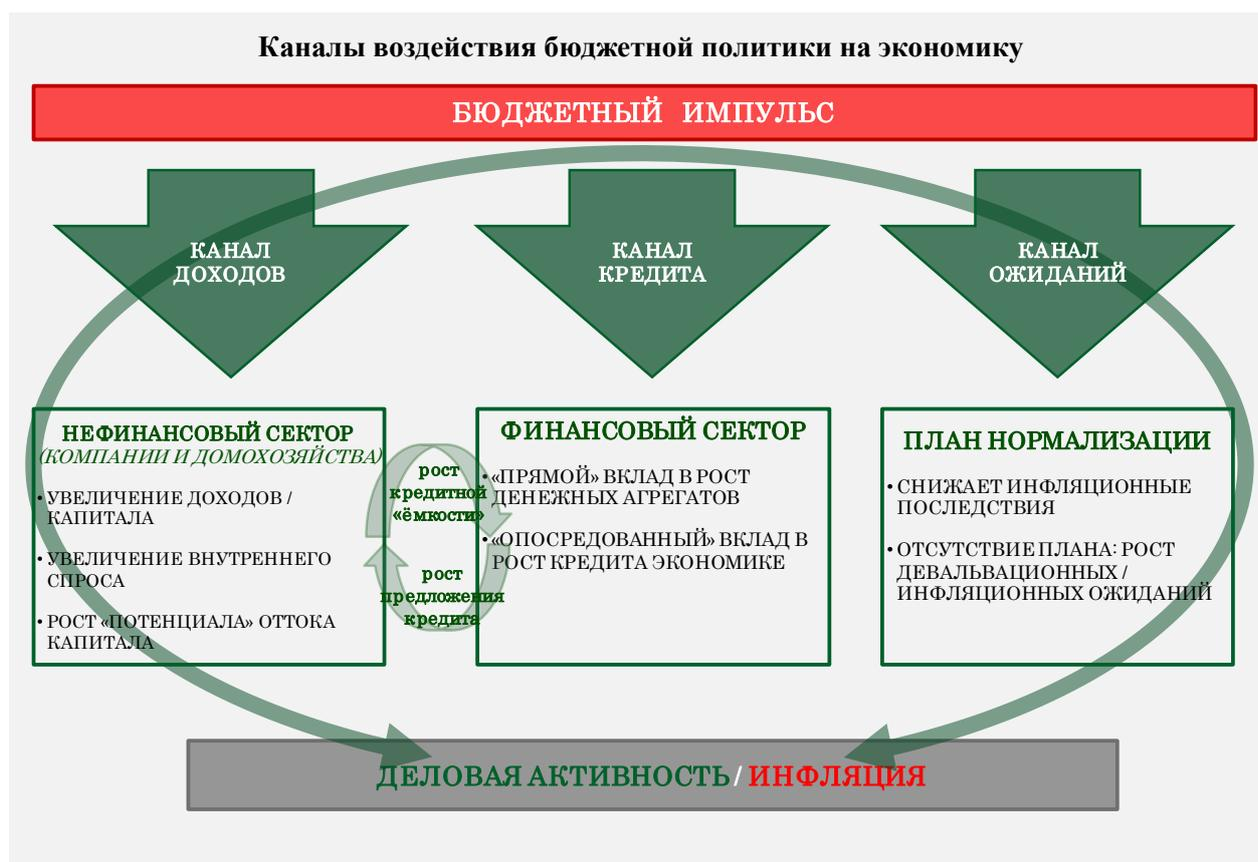 Каналы воздействия бюджетной политики на экономику
БЮДЖЕТНЫЙ ИМПУЛЬС
КАНАЛ
ДОХОДОВ
КАНАЛ
КРЕДИТА
КАНАЛ
ОЖИДАНИЙ
НЕФИНАНСОВЫЙ СЕКТОР
(КОМПАНИИ И ДОМОХОЗЯЙСТВА)
• УВЕЛИЧЕНИЕ ДОХОДОВ /
КАПИТАЛА
• УВЕЛИЧЕНИЕ ВНУТРЕННЕГО
СПРОСА
• РОСТ «ПОТЕНЦИАЛА» ОТТОКА
КАПИТАЛА
рост
кредитной
«ёмкости»
рост
предложения
кредита
ФИНАНСОВЫЙ СЕКТОР
• «ПРЯМОЙ» ВКЛАД В РОСТ
ДЕНЕЖНЫХ АГРЕГАТОВ
• «ОПОСРЕДОВАННЫЙ» ВКЛАД В
РОСТ КРЕДИТА ЭКОНОМИКЕ
ПЛАН НОРМАЛИЗАЦИИ
• СНИЖАЕТ ИНФЛЯЦИОННЫЕ
ПОСЛЕДСТВИЯ
• ОТСУТСТВИЕ ПЛАНА: РОСТ
ДЕВАЛЬВАЦИОННЫХ /
ИНФЛЯЦИОННЫХ ОЖИДАНИЙ
ДЕЛОВАЯ АКТИВНОСТЬ / ИНФЛЯЦИЯ